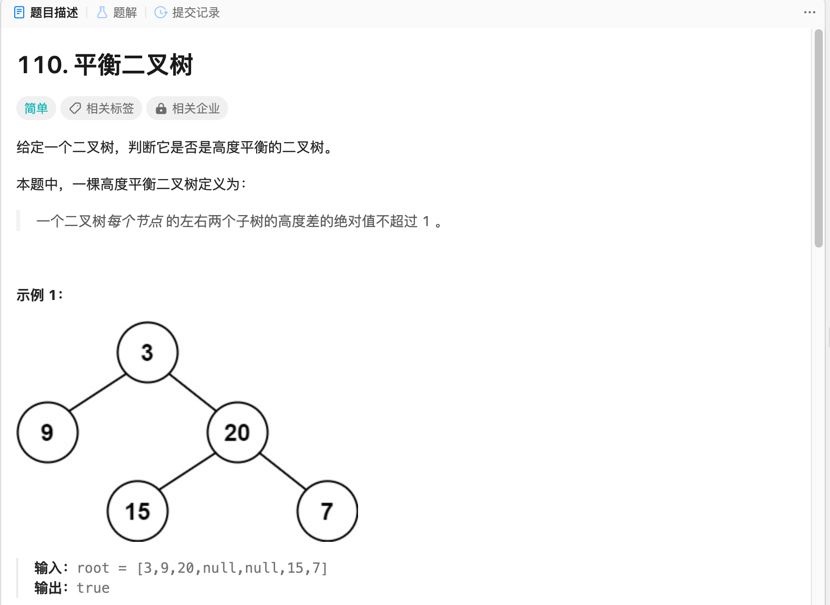 题目描述 题解 提交记录
110. 平衡二叉树
简单 相关标签 相关企业
给定一个二叉树，判断它是否是高度平衡的二叉树。
本题中，一棵高度平衡二叉树定义为：
一个二叉树每个节点 的左右两个子树的高度差的绝对值不超过 1 。
示例 1：
3
9 20
15 7
输入：root = [3,9,20,null,null,15,7]
输出：true